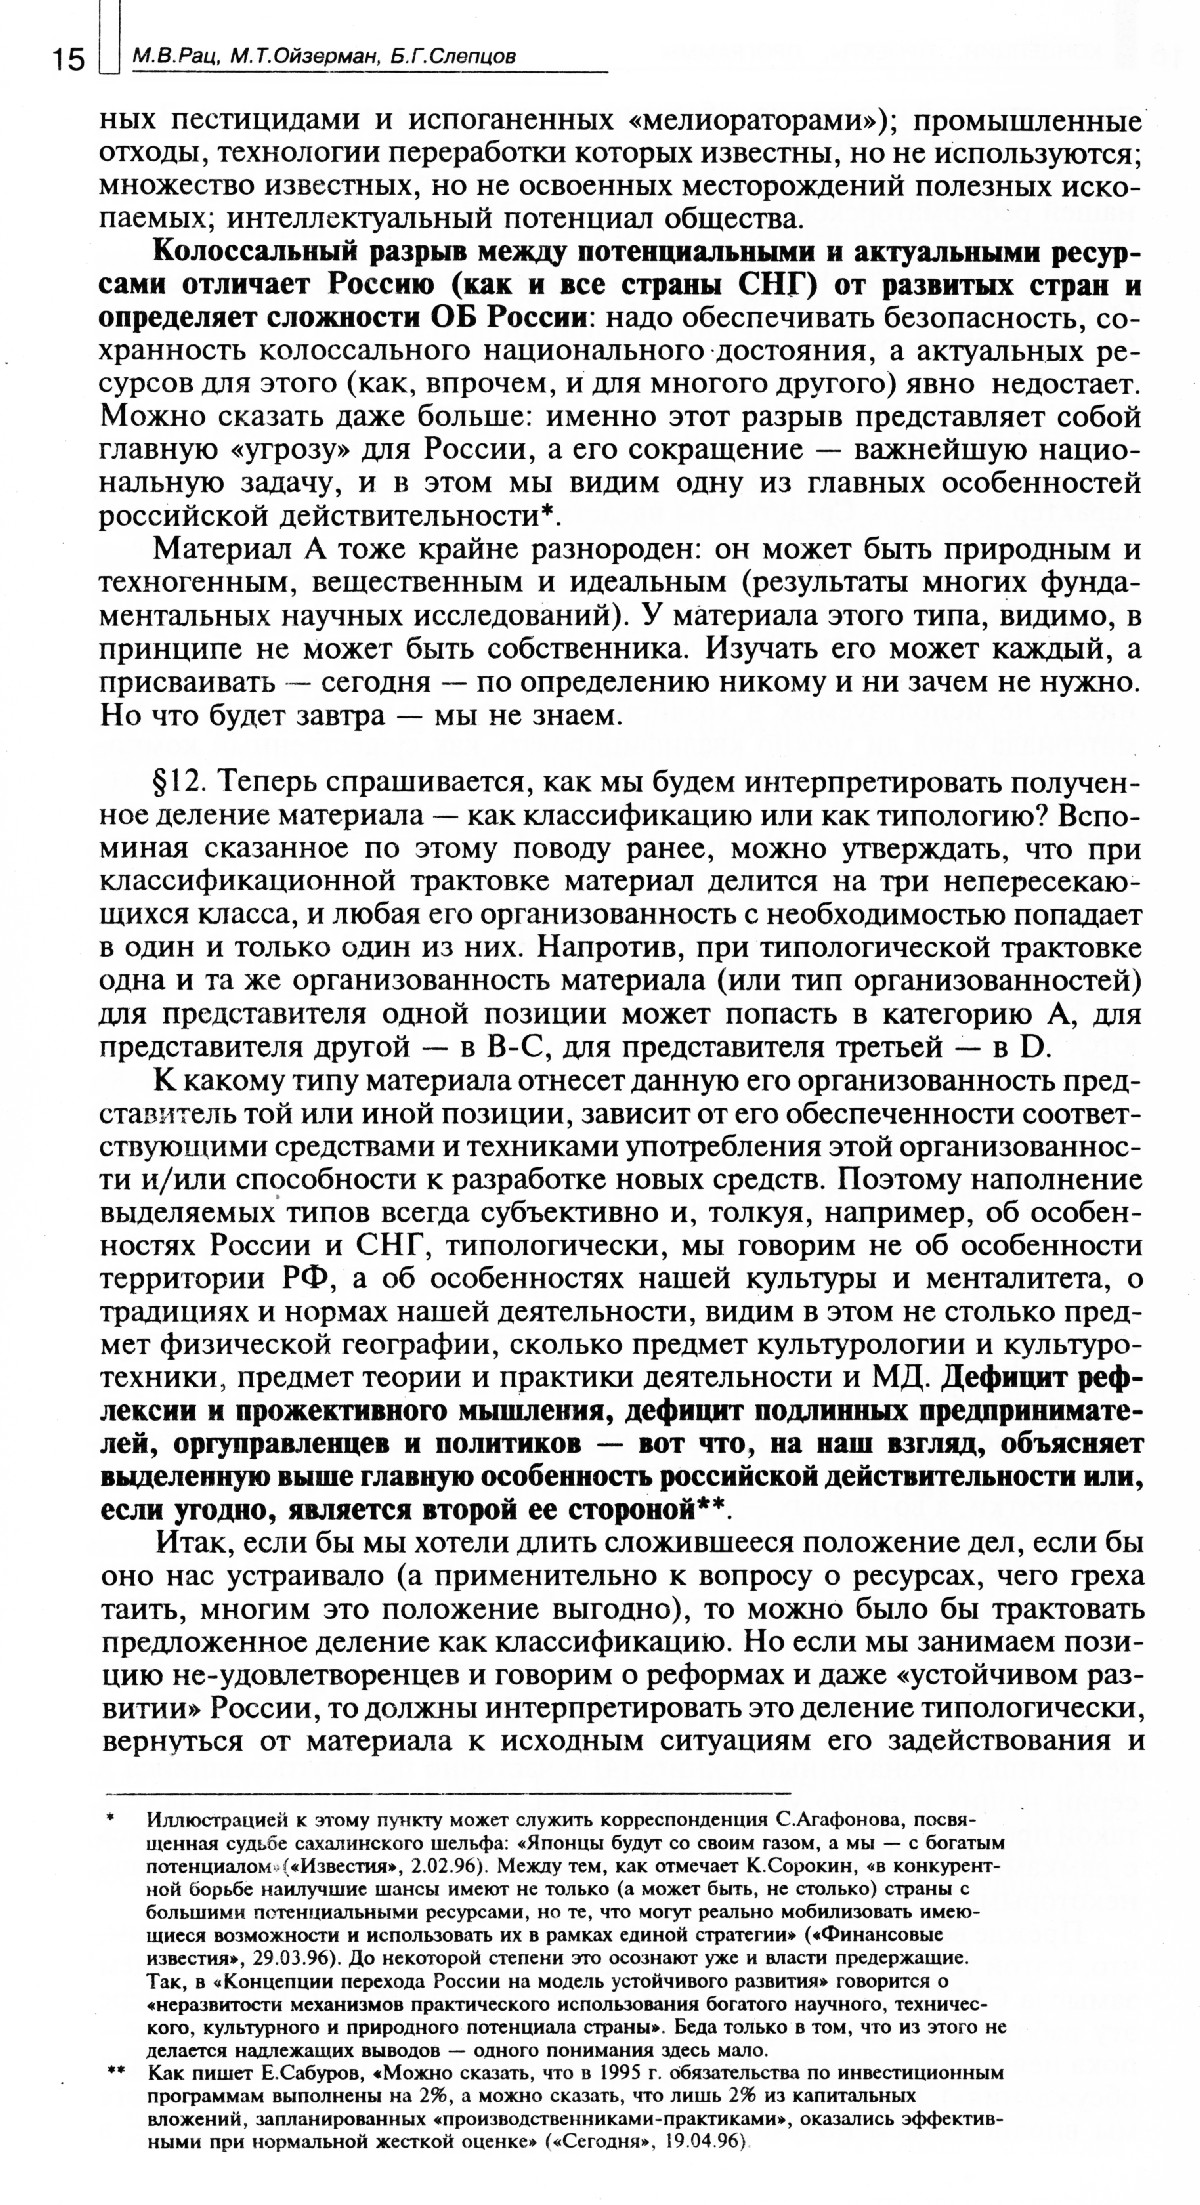 15
М.В.Рац, М.Т.Ойзерман, Б.Г.Слепцов
ных пестицидами и испоганенных «мелиораторами»); промышленные
отходы, технологии переработки которых известны, но не используются;
множество известных, но не освоенных месторождений полезных иско-
паемых; интеллектуальный потенциал общества.
Колоссальный разрыв между потенциальными и актуальными ресур-
сами отличает Россию (как и все страны СНГ) от развитых стран и
определяет сложности ОБ России: надо обеспечивать безопасность, со-
хранность колоссального национального достояния, а актуальных ре-
сурсов для этого (как, впрочем, и для многого другого) явно недостает.
Можно сказать даже больше: именно этот разрыв представляет собой
главную «угрозу» для России, а его сокращение — важнейшую нацио-
нальную задачу, и в этом мы видим одну из главных особенностей
российской действительности*.
Материал А тоже крайне разнороден: он может быть природным и
техногенным, вещественным и идеальным (результаты многих фунда-
ментальных научных исследований). У материала этого типа, видимо, в
принципе не может быть собственника. Изучать его может каждый, а
присваивать — сегодня — по определению никому и ни зачем не нужно.
Но что будет завтра — мы не знаем.
§12. Теперь спрашивается, как мы будем интерпретировать получен-
ное деление материала — как классификацию или как типологию? Вспо-
миная сказанное по этому поводу ранее, можно утверждать, что при
классификационной трактовке материал делится на три непересекаю-
щихся класса, и любая его организованность с необходимостью попадает
в один и только один из них. Напротив, при типологической трактовке
одна и та же организованность материала (или тип организованностей)
для представителя одной позиции может попасть в категорию А, для
представителя другой — в В-С, для представителя третьей — в D.
К какому типу материала отнесет данную его организованность пред-
ставитель той или иной позиции, зависит от его обеспеченности соответ-
ствующими средствами и техниками употребления этой организованнос-
ти и/или способности к разработке новых средств. Поэтому наполнение
выделяемых типов всегда субъективно и, толкуя, например, об особен-
ностях России и СНГ, типологически, мы говорим не об особенности
территории РФ, а об особенностях нашей культуры и менталитета, о
традициях и нормах нашей деятельности, видим в этом не столько пред-
мет физической географии, сколько предмет культурологии и культуро-
техники, предмет теории и практики деятельности и МД. Дефицит реф-
лексии и прожективного мышления, дефицит подлинных предпринимате-
лей, оргуправленцев и политиков — вот что, на наш взгляд, объясняет
выделенную выше главную особенность российской действительности или,
если угодно, является второй ее стороной**.
Итак, если бы мы хотели длить сложившееся положение дел, если бы
оно нас устраивало (а применительно к вопросу о ресурсах, чего греха
таить, многим это положение выгодно), то можно было бы трактовать
предложенное деление как классификацию. Но если мы занимаем пози-
цию не-удовлетворенцев и говорим о реформах и даже «устойчивом раз-
витии» России, то должны интерпретировать это деление типологически,
вернуться от материала к исходным ситуациям его задействования и
* Иллюстрацией к этому пункту может служить корреспонденция С.Агафонова, посвя-
щенная судьбе сахалинского шельфа: «Японцы будут со своим газом, а мы — с богатым
потенциалом» («Известия», 2.02.96). Между тем, как отмечает К.Сорокин, «в конкурент-
ной борьбе наилучшие шансы имеют не только (а может быть, не столько) страны с
большими потенциальными ресурсами, но те, что могут реально мобилизовать имею-
щиеся возможности и использовать их в рамках единой стратегии» («Финансовые
известия», 29.03.96). До некоторой степени это осознают уже и власти предержащие.
Так, в «Концепции перехода России на модель устойчивого развития» говорится о
«неразвитости механизмов практического использования богатого научного, техничес-
кого, культурного и природного потенциала страны». Беда только в том, что из этого не
делается надлежащих выводов — одного понимания здесь мало.
** Как пишет Е.Сабуров, «Можно сказать, что в 1995 г. обязательства по инвестиционным
программам выполнены на 2%, а можно сказать, что лишь 2% из капитальных
вложений, запланированных «производственниками-практиками», оказались эффектив-
ными при нормальной жесткой оценке» («Сегодня», 19.04.96)